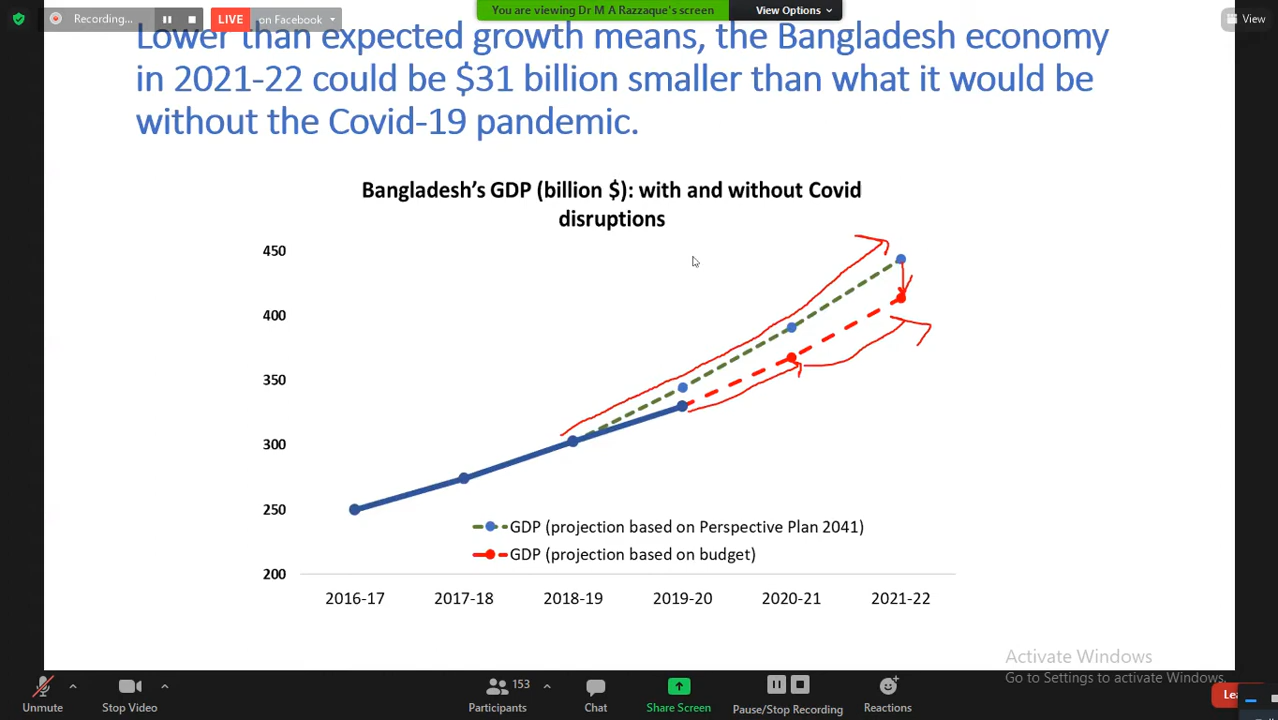 Recording...
LIVE
on Facebook
You are viewing Dr M A Razzaque's screen
View Options
View
Lower than expected growth means, the Bangladesh economy
in 2021-22 could be $31 billion smaller than what it would be
without the Covid-19 pandemic.
Bangladesh's GDP (billion $): with and without Covid
disruptions
450
400
350
300
250
200
GDP (projection based on Perspective Plan 2041)
GDP (projection based on budget)
2016-17 2017-18 2018-19 2019-20 2020-21 2021-22
Activate Windows
Go to Settings to activate Windows.
153
Unmute Stop Video Participants Chat Share Screen Pause/Stop Recording Reactions